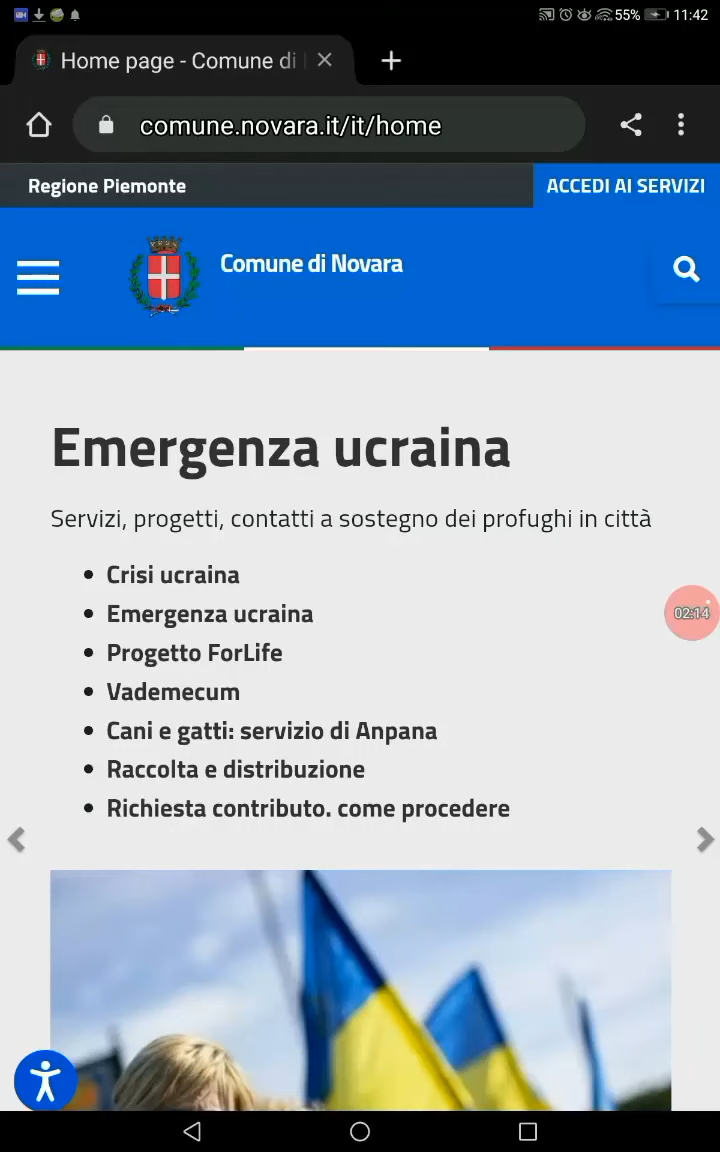 55% 11:42
Home page - Comune di
comune.novara.it/it/home
Regione Piemonte
ACCEDI AI SERVIZI
Comune di Novara
Emergenza ucraina
Servizi, progetti, contatti a sostegno dei profughi in città
Crisi ucraina
Emergenza ucraina
02:14
Progetto ForLife
Vademecum
Cani e gatti: servizio di Anpana
Raccolta e distribuzione
Richiesta contributo. come procedere